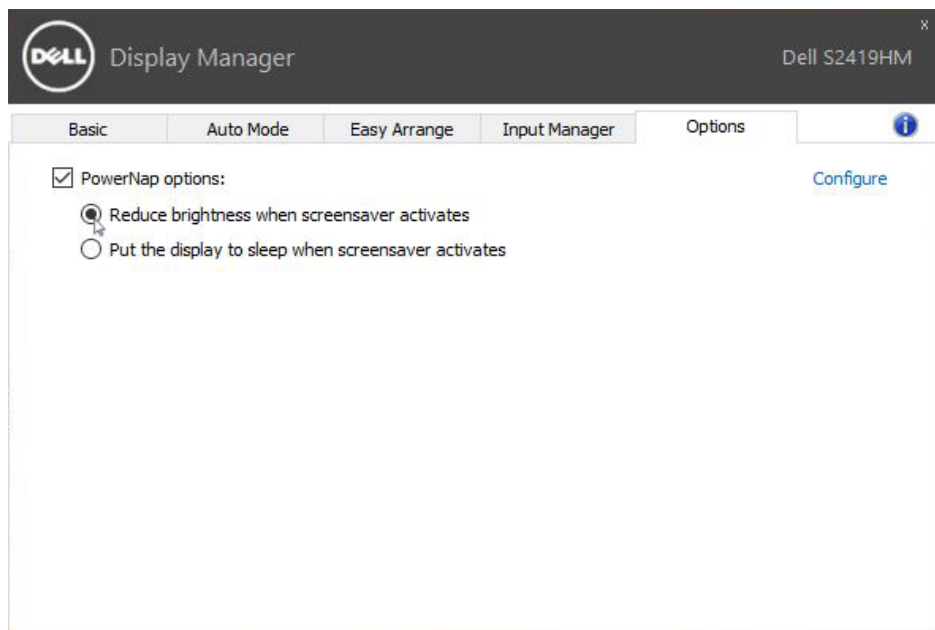 x
DELL Display Manager Dell S2419HM
Basic Auto Mode Easy Arrange Input Manager Options i
PowerNap options: Configure
Reduce brightness when screensaver activates
Put the display to sleep when screensaver activates